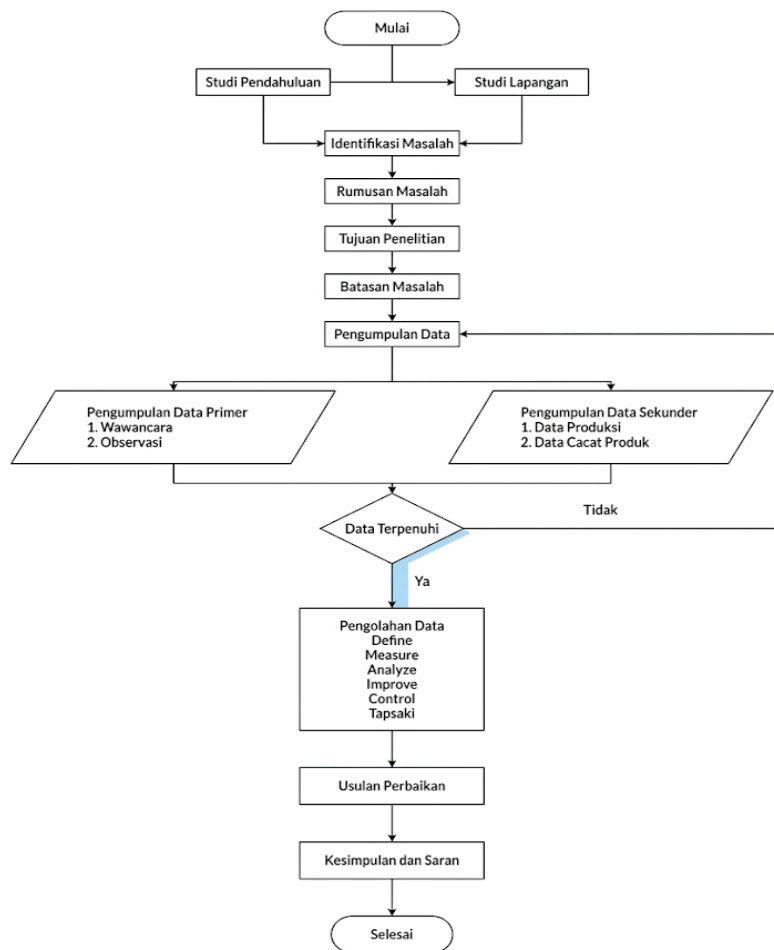 Mulai
Studi Pendahuluan
Studi Lapangan
Identifikasi Masalah
Rumusan Masalah
Tujuan Penelitian
Batasan Masalah
Pengumpulan Data
Pengumpulan Data Primer
1. Wawancara
2. Observasi
Pengumpulan Data Sekunder
1. Data Produksi
2. Data Cacat Produk
Data Terpenuhi
Tidak
Ya
Pengolahan Data
Define
Measure
Analyze
Improve
Control
Tapsaki
Usulan Perbaikan
Kesimpulan dan Saran
Selesai